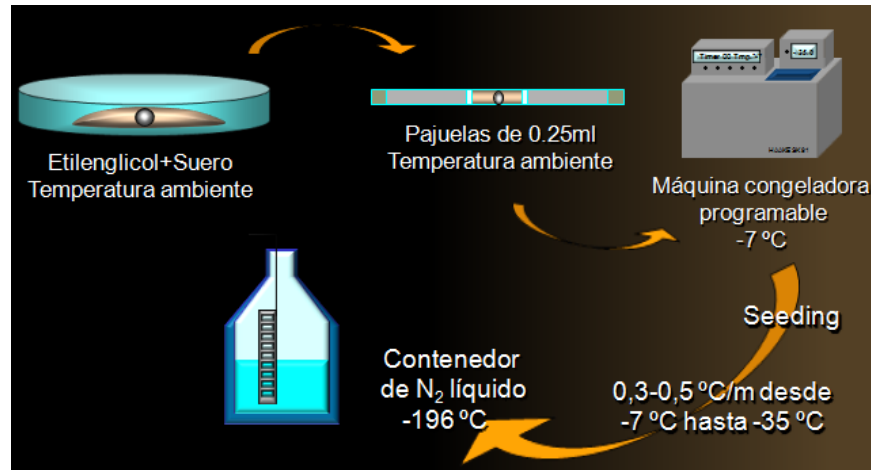 Etilenglicol+Suero
Temperatura ambiente
Pajuelas de 0.25ml
Temperatura ambiente
Máquina congeladora
programable
-7 ºC
Seeding
0,3-0,5 ºC/m desde
-7 ºC hasta -35 ºC
Contenedor
de N₂ líquido
-196 ºC